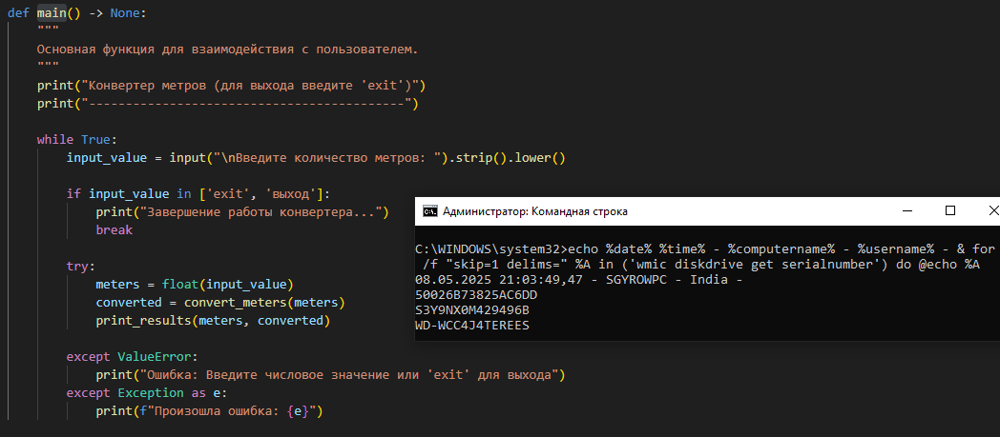 def main() -> None:
"""
Основная функция для взаимодействия с пользователем.
"""
print("Конвертер метров (для выхода введите 'exit')")
print("-------------------------------------------")
while True:
input_value = input("\nВведите количество метров: ").strip().lower()
if input_value in ['exit', 'выход']:
print("Завершение работы конвертера...")
break
try:
meters = float(input_value)
converted = convert_meters(meters)
print_results(meters, converted)
except ValueError:
print("Ошибка: Введите числовое значение или 'exit' для выхода")
except Exception as e:
print(f"Произошла ошибка: {e}")
Администратор: Командная строка
C:\WINDOWS\system32>echo %date% %time% - %computername% - %username% - & for
/f "skip=1 delims=" %A in ('wmic diskdrive get serialnumber') do @echo %A
08.05.2025 21:03:49,47 - SGYROWPC - India -
50026B73825AC6DD
S3Y9NX0M429496B
WD-WCC4J4TEREES